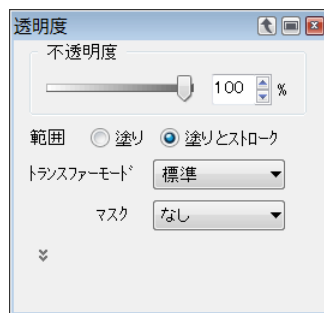 透明度
不透明度
100 %
範囲 塗り 塗りとストローク
トランスファーモード 標準
マスク なし